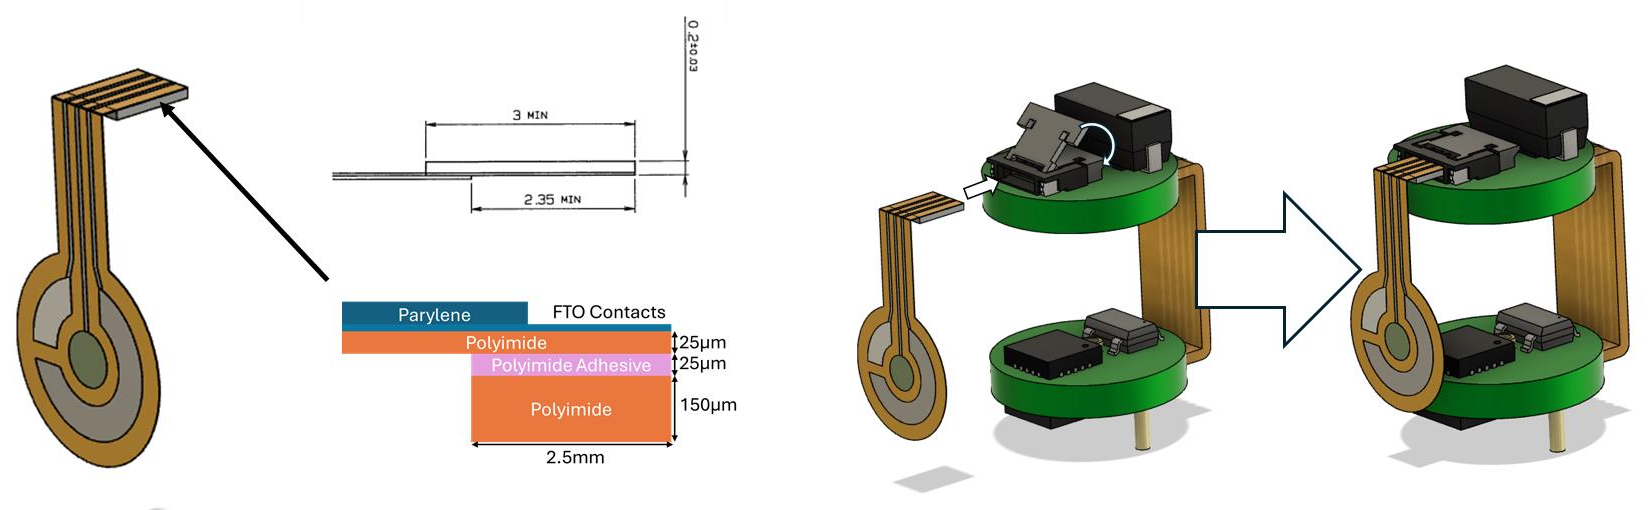 0.2±0.03
3 MIN
2.35 MIN
Parylene
FTO Contacts
Polyimide
25μm
Polyimide Adhesive
25μm
Polyimide
150μm
2.5mm